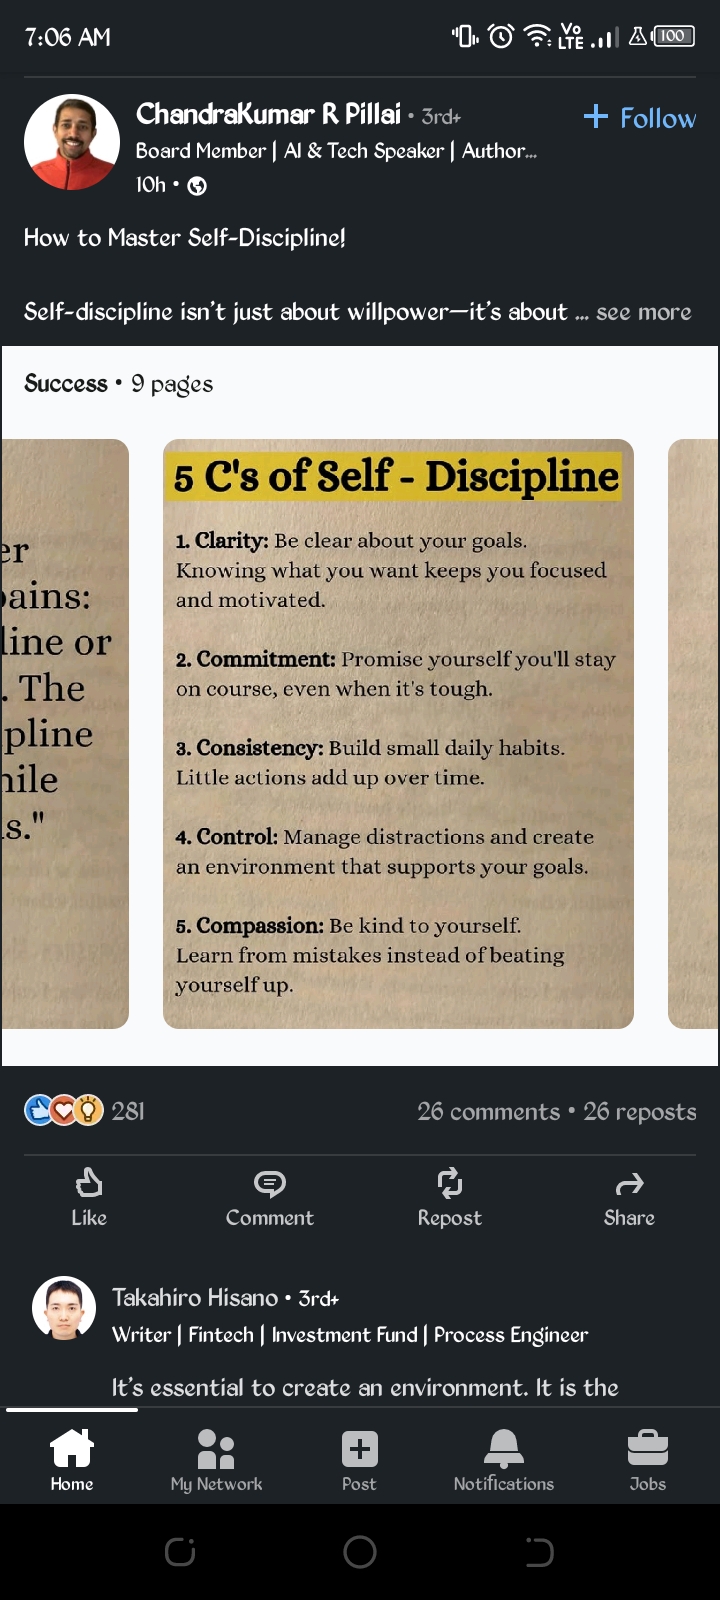 7:06 AM
Vo
LTE
100
ChandraKumar R Pillai • 3rd+
+ Follow
Board Member | AI & Tech Speaker | Author...
10h •
How to Master Self-Discipline!
Self-discipline isn't just about willpower—it's about ... see more
Success • 9 pages
er
ains:
line or
. The
pline
s."
5 C's of Self - Discipline
1. Clarity: Be clear about your goals.
Knowing what you want keeps you focused
and motivated.
2. Commitment: Promise yourself you'll stay
on course, even when it's tough.
3. Consistency: Build small daily habits.
Little actions add up over time.
4. Control: Manage distractions and create
an environment that supports your goals.
5. Compassion: Be kind to yourself.
Learn from mistakes instead of beating
yourself up.
281
26 comments • 26 reposts
Like
Comment
Repost
Share
Takahiro Hisano • 3rd+
Writer | Fintech | Investment Fund | Process Engineer
It's essential to create an environment. It is the
Home
My Network
Post
Notifications
Jobs